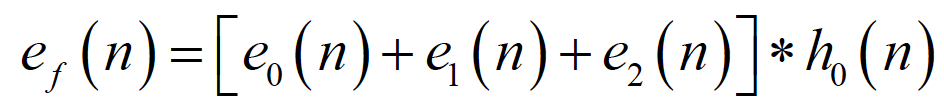 e_f(n) = [e_0(n) + e_1(n) + e_2(n)] * h_0(n)